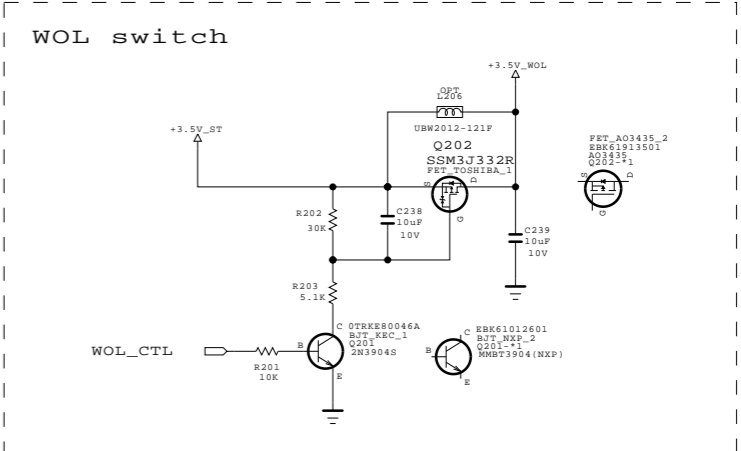 WOL switch
+3.5V_WOL
OPT
L206
UBW2012-121F
+3.5V_ST
Q202
SSM3J332R
FET_TOSHIBA_1
S
D
G
FET_AO3435_2
EBK61913501
AO3435
Q202-*1
S
D
G
R202
30K
C238
10uF
10V
C239
10uF
10V
R203
5.1K
C
0TRKE80046A
BJT_KEC_1
Q201
2N3904S
B
E
C
EBK61012601
BJT_NXP_2
Q201-*1
MMBT3904(NXP)
B
E
WOL_CTL
R201
10K